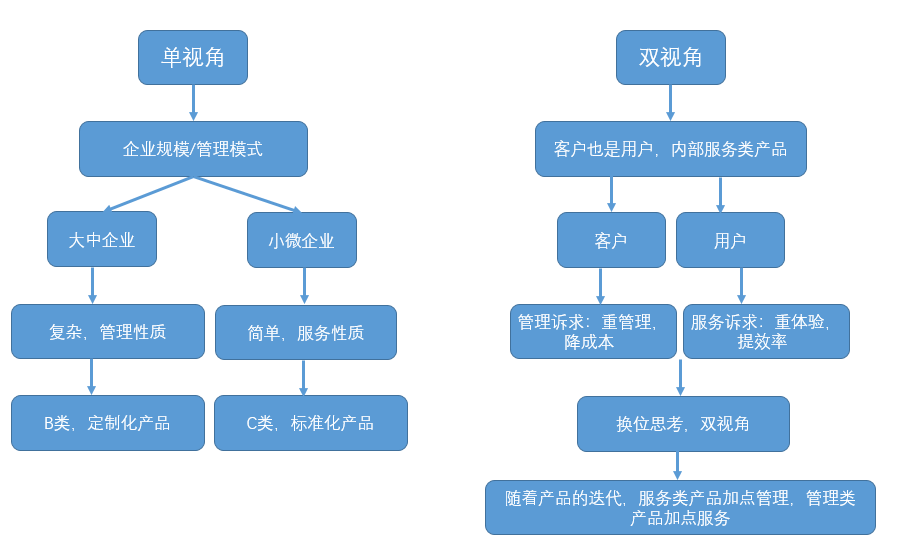 单视角
企业规模/管理模式
大中企业
小微企业
复杂，管理性质
简单，服务性质
B类，定制化产品
C类，标准化产品
双视角
客户也是用户，内部服务类产品
客户
用户
管理诉求：重管理，
降成本
服务诉求：重体验，
提效率
换位思考，双视角
随着产品的迭代，服务类产品加点管理，管理类
产品加点服务